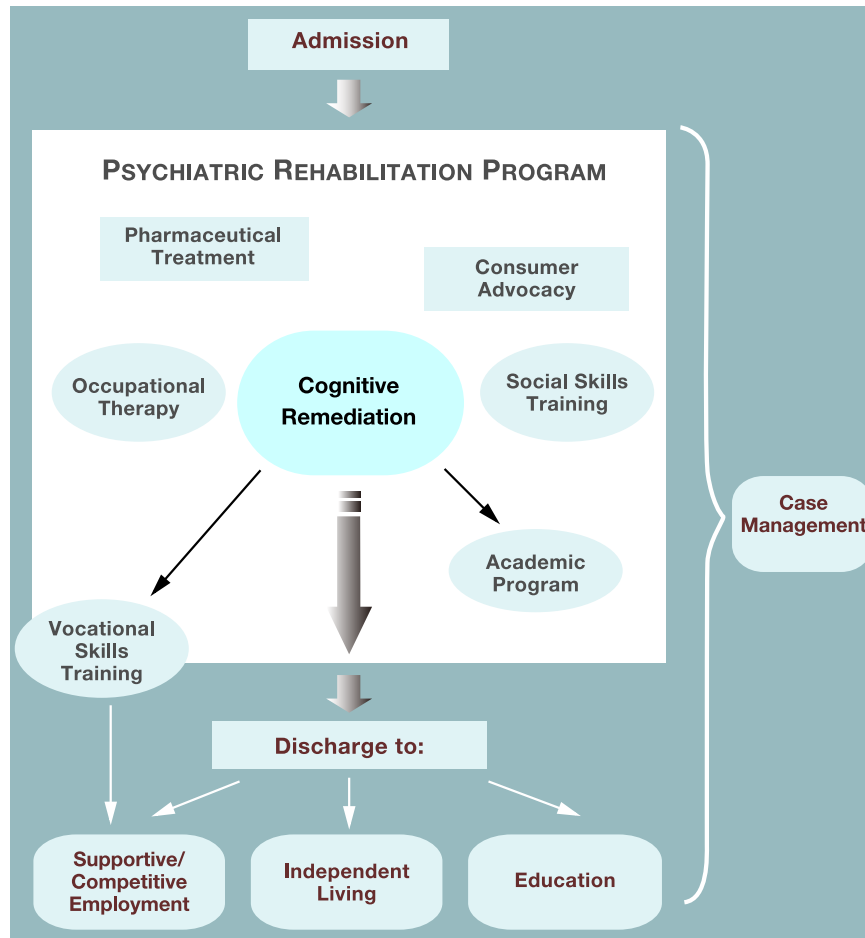 Admission
PSYCHIATRIC REHABILITATION PROGRAM
Pharmaceutical
Treatment
Consumer
Advocacy
Occupational
Therapy
Cognitive
Remediation
Social Skills
Training
Case
Management
Academic
Program
Vocational
Skills
Training
Discharge to:
Supportive/
Competitive
Employment
Independent
Living
Education